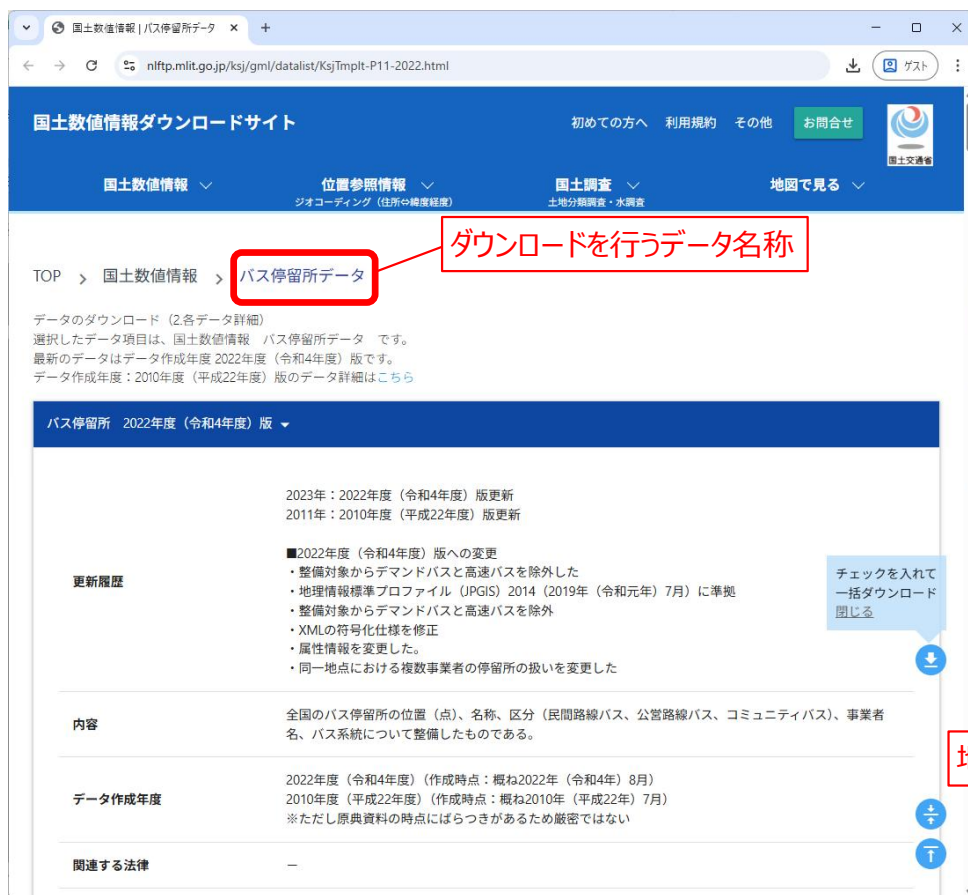 国土数値情報 | バス停留所データ
nlftp.mlit.go.jp/ksj/gml/datalist/KsjTmplt-P11-2022.html
ゲスト
国土数値情報ダウンロードサイト
初めての方へ 利用規約 その他 お問合せ
国土交通省
国土数値情報 位置参照情報 国土調査 地図で見る
ジオコーディング（住所⇔緯度経度） 土地分類調査・水調査
ダウンロードを行うデータ名称
TOP > 国土数値情報 > バス停留所データ
データのダウンロード（2.各データ詳細）
選択したデータ項目は、国土数値情報 バス停留所データ です。
最新のデータはデータ作成年度 2022年度（令和4年度）版です。
データ作成年度：2010年度（平成22年度）版のデータ詳細はこちら
バス停留所 2022年度（令和4年度）版
更新履歴
2023年：2022年度（令和4年度）版更新
2011年：2010年度（平成22年度）版更新
■2022年度（令和4年度）版への変更
・整備対象からデマンドバスと高速バスを除外した
・地理情報標準プロファイル（JPGIS）2014（2019年（令和元年）7月）に準拠
・整備対象からデマンドバスと高速バスを除外
・XMLの符号化仕様を修正
・属性情報を変更した。
・同一地点における複数事業者の停留所の扱いを変更した
チェックを入れて
一括ダウンロード
閉じる
内容
全国のバス停留所の位置（点）、名称、区分（民間路線バス、公営路線バス、コミュニティバス）、事業者
名、バス系統について整備したものである。
データ作成年度
2022年度（令和4年度）（作成時点：概ね2022年（令和4年）8月）
2010年度（平成22年度）（作成時点：概ね2010年（平成22年）7月）
※ただし原典資料の時点にばらつきがあるため厳密ではない
関連する法律
－